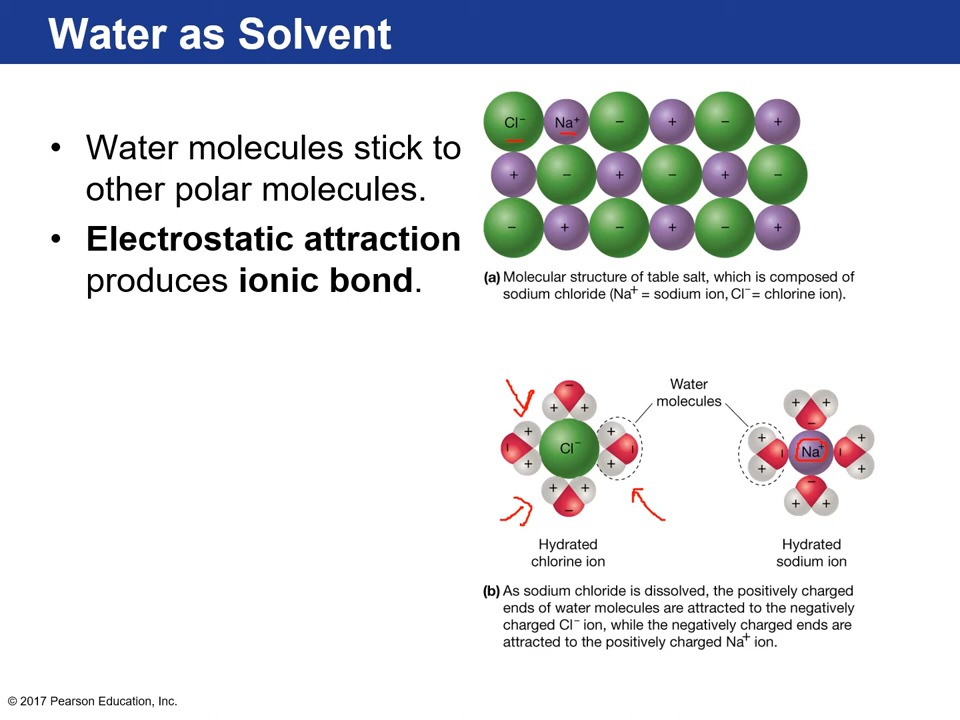 Water as Solvent
• Water molecules stick to
other polar molecules.
• Electrostatic attraction
produces ionic bond.
Cl⁻ Na⁺ − + − +
+ − + − + −
− + − + − +
(a) Molecular structure of table salt, which is composed of
sodium chloride (Na⁺ = sodium ion, Cl⁻ = chlorine ion).
Water
molecules
− + +
+ − +
Cl⁻
+ − +
+ + −
+ + −
+ − +
Na⁺
− + +
− + +
Hydrated
chlorine ion
Hydrated
sodium ion
(b) As sodium chloride is dissolved, the positively charged
ends of water molecules are attracted to the negatively
charged Cl⁻ ion, while the negatively charged ends are
attracted to the positively charged Na⁺ ion.
© 2017 Pearson Education, Inc.